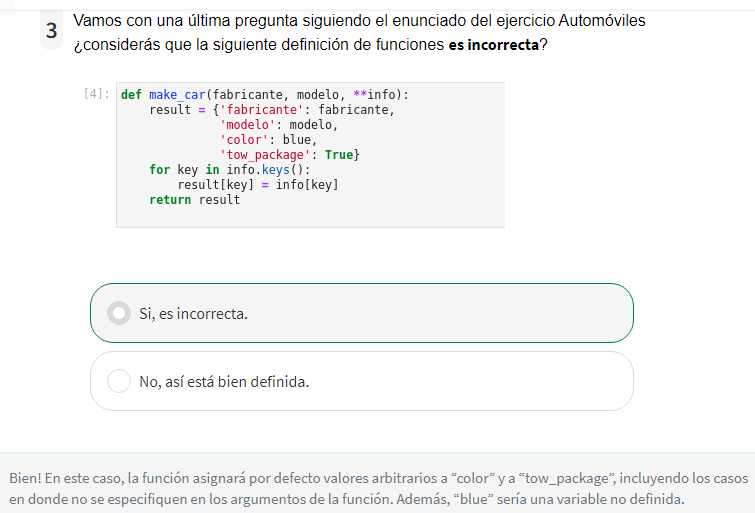 3
Vamos con una última pregunta siguiendo el enunciado del ejercicio Automóviles
¿considerás que la siguiente definición de funciones es incorrecta?
[4]: def make_car(fabricante, modelo, **info):
result = {'fabricante': fabricante,
'modelo': modelo,
'color': blue,
'tow_package': True}
for key in info.keys():
result[key] = info[key]
return result
Si, es incorrecta.
No, así está bien definida.
Bien! En este caso, la función asignará por defecto valores arbitrarios a “color” y a “tow_package”, incluyendo los casos
en donde no se especifiquen en los argumentos de la función. Además, “blue” sería una variable no definida.